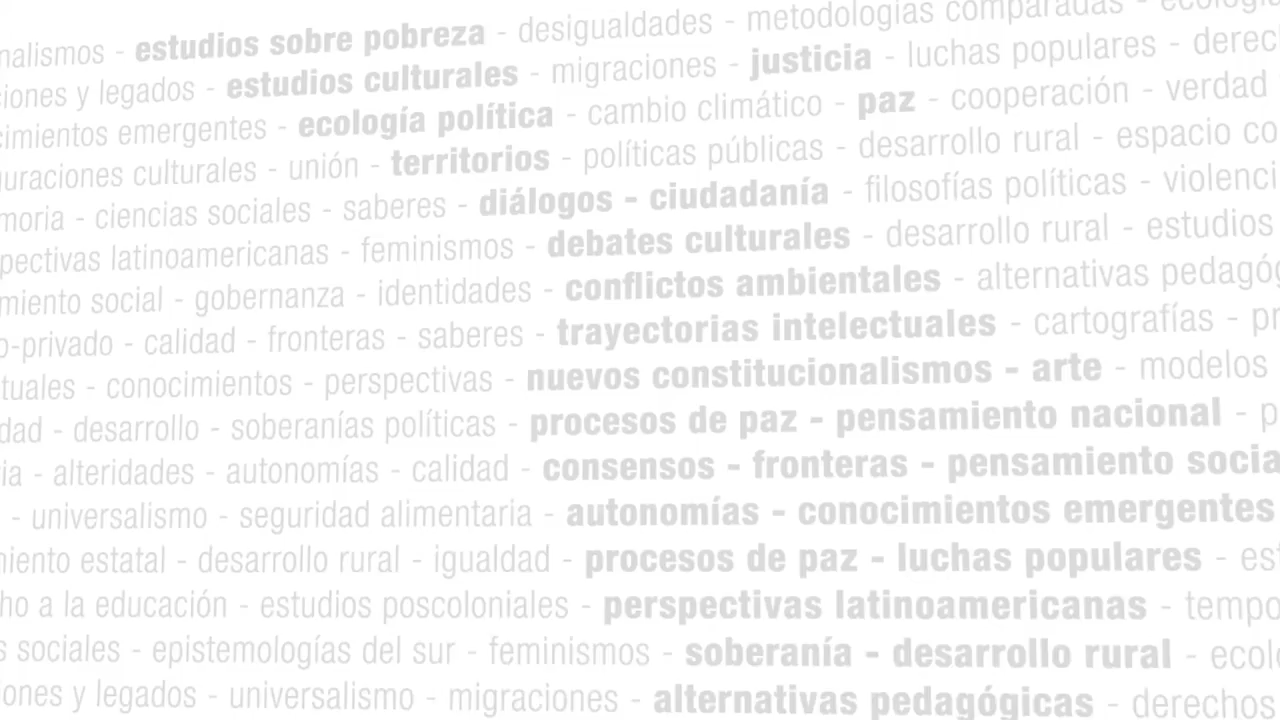 nalismos - estudios sobre pobreza - desigualdades - metodologías comparadas - ecología
iones y legados - estudios culturales - migraciones - justicia - luchas populares - derec
cimientos emergentes - ecología política - cambio climático - paz - cooperación - verdad
uraciones culturales - unión - territorios - políticas públicas - desarrollo rural - espacio co
moria - ciencias sociales - saberes - diálogos - ciudadanía - filosofías políticas - violenci
pectivas latinoamericanas - feminismos - debates culturales - desarrollo rural - estudios
miento social - gobernanza - identidades - conflictos ambientales - alternativas pedagóg
o-privado - calidad - fronteras - saberes - trayectorias intelectuales - cartografías - pr
tuales - conocimientos - perspectivas - nuevos constitucionalismos - arte - modelos
dad - desarrollo - soberanías políticas - procesos de paz - pensamiento nacional - p
ia - alteridades - autonomías - calidad - consensos - fronteras - pensamiento socia
- universalismo - seguridad alimentaria - autonomías - conocimientos emergentes
miento estatal - desarrollo rural - igualdad - procesos de paz - luchas populares - est
ho a la educación - estudios poscoloniales - perspectivas latinoamericanas - tempo
s sociales - epistemologías del sur - feminismos - soberanía - desarrollo rural - ecolo
iones y legados - universalismo - migraciones - alternativas pedagógicas - derechos